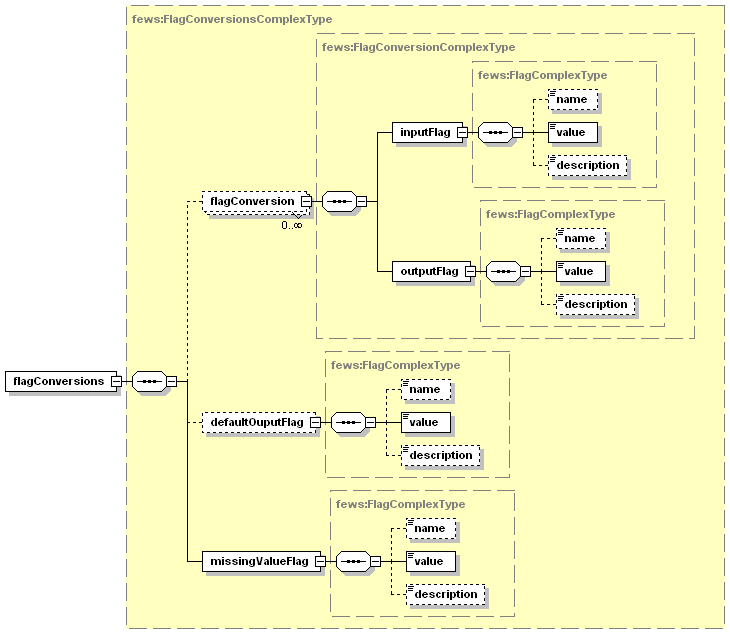 fews:FlagConversionsComplexType
fews:FlagConversionComplexType
fews:FlagComplexType
name
inputFlag
value
description
flagConversion
0..∞
fews:FlagComplexType
name
outputFlag
value
description
flagConversions
fews:FlagComplexType
name
defaultOuputFlag
value
description
fews:FlagComplexType
name
missingValueFlag
value
description